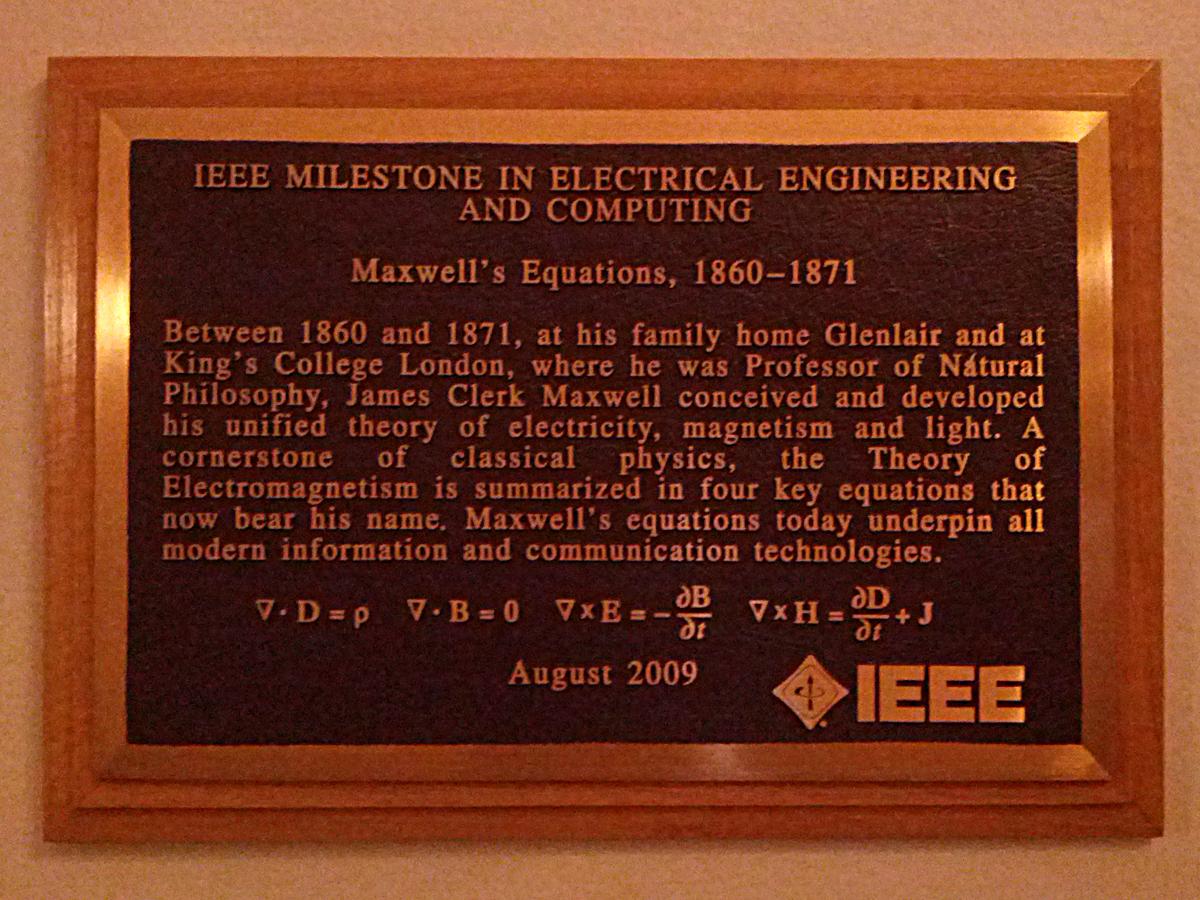 IEEE MILESTONE IN ELECTRICAL ENGINEERING
AND COMPUTING
Maxwell's Equations, 1860–1871
Between 1860 and 1871, at his family home Glenlair and at
King's College London, where he was Professor of Natural
Philosophy, James Clerk Maxwell conceived and developed
his unified theory of electricity, magnetism and light. A
cornerstone of classical physics, the Theory of
Electromagnetism is summarized in four key equations that
now bear his name. Maxwell's equations today underpin all
modern information and communication technologies.
∇·D=ρ ∇·B=0 ∇×E=−∂B/∂t ∇×H=∂D/∂t+J
August 2009
IEEE